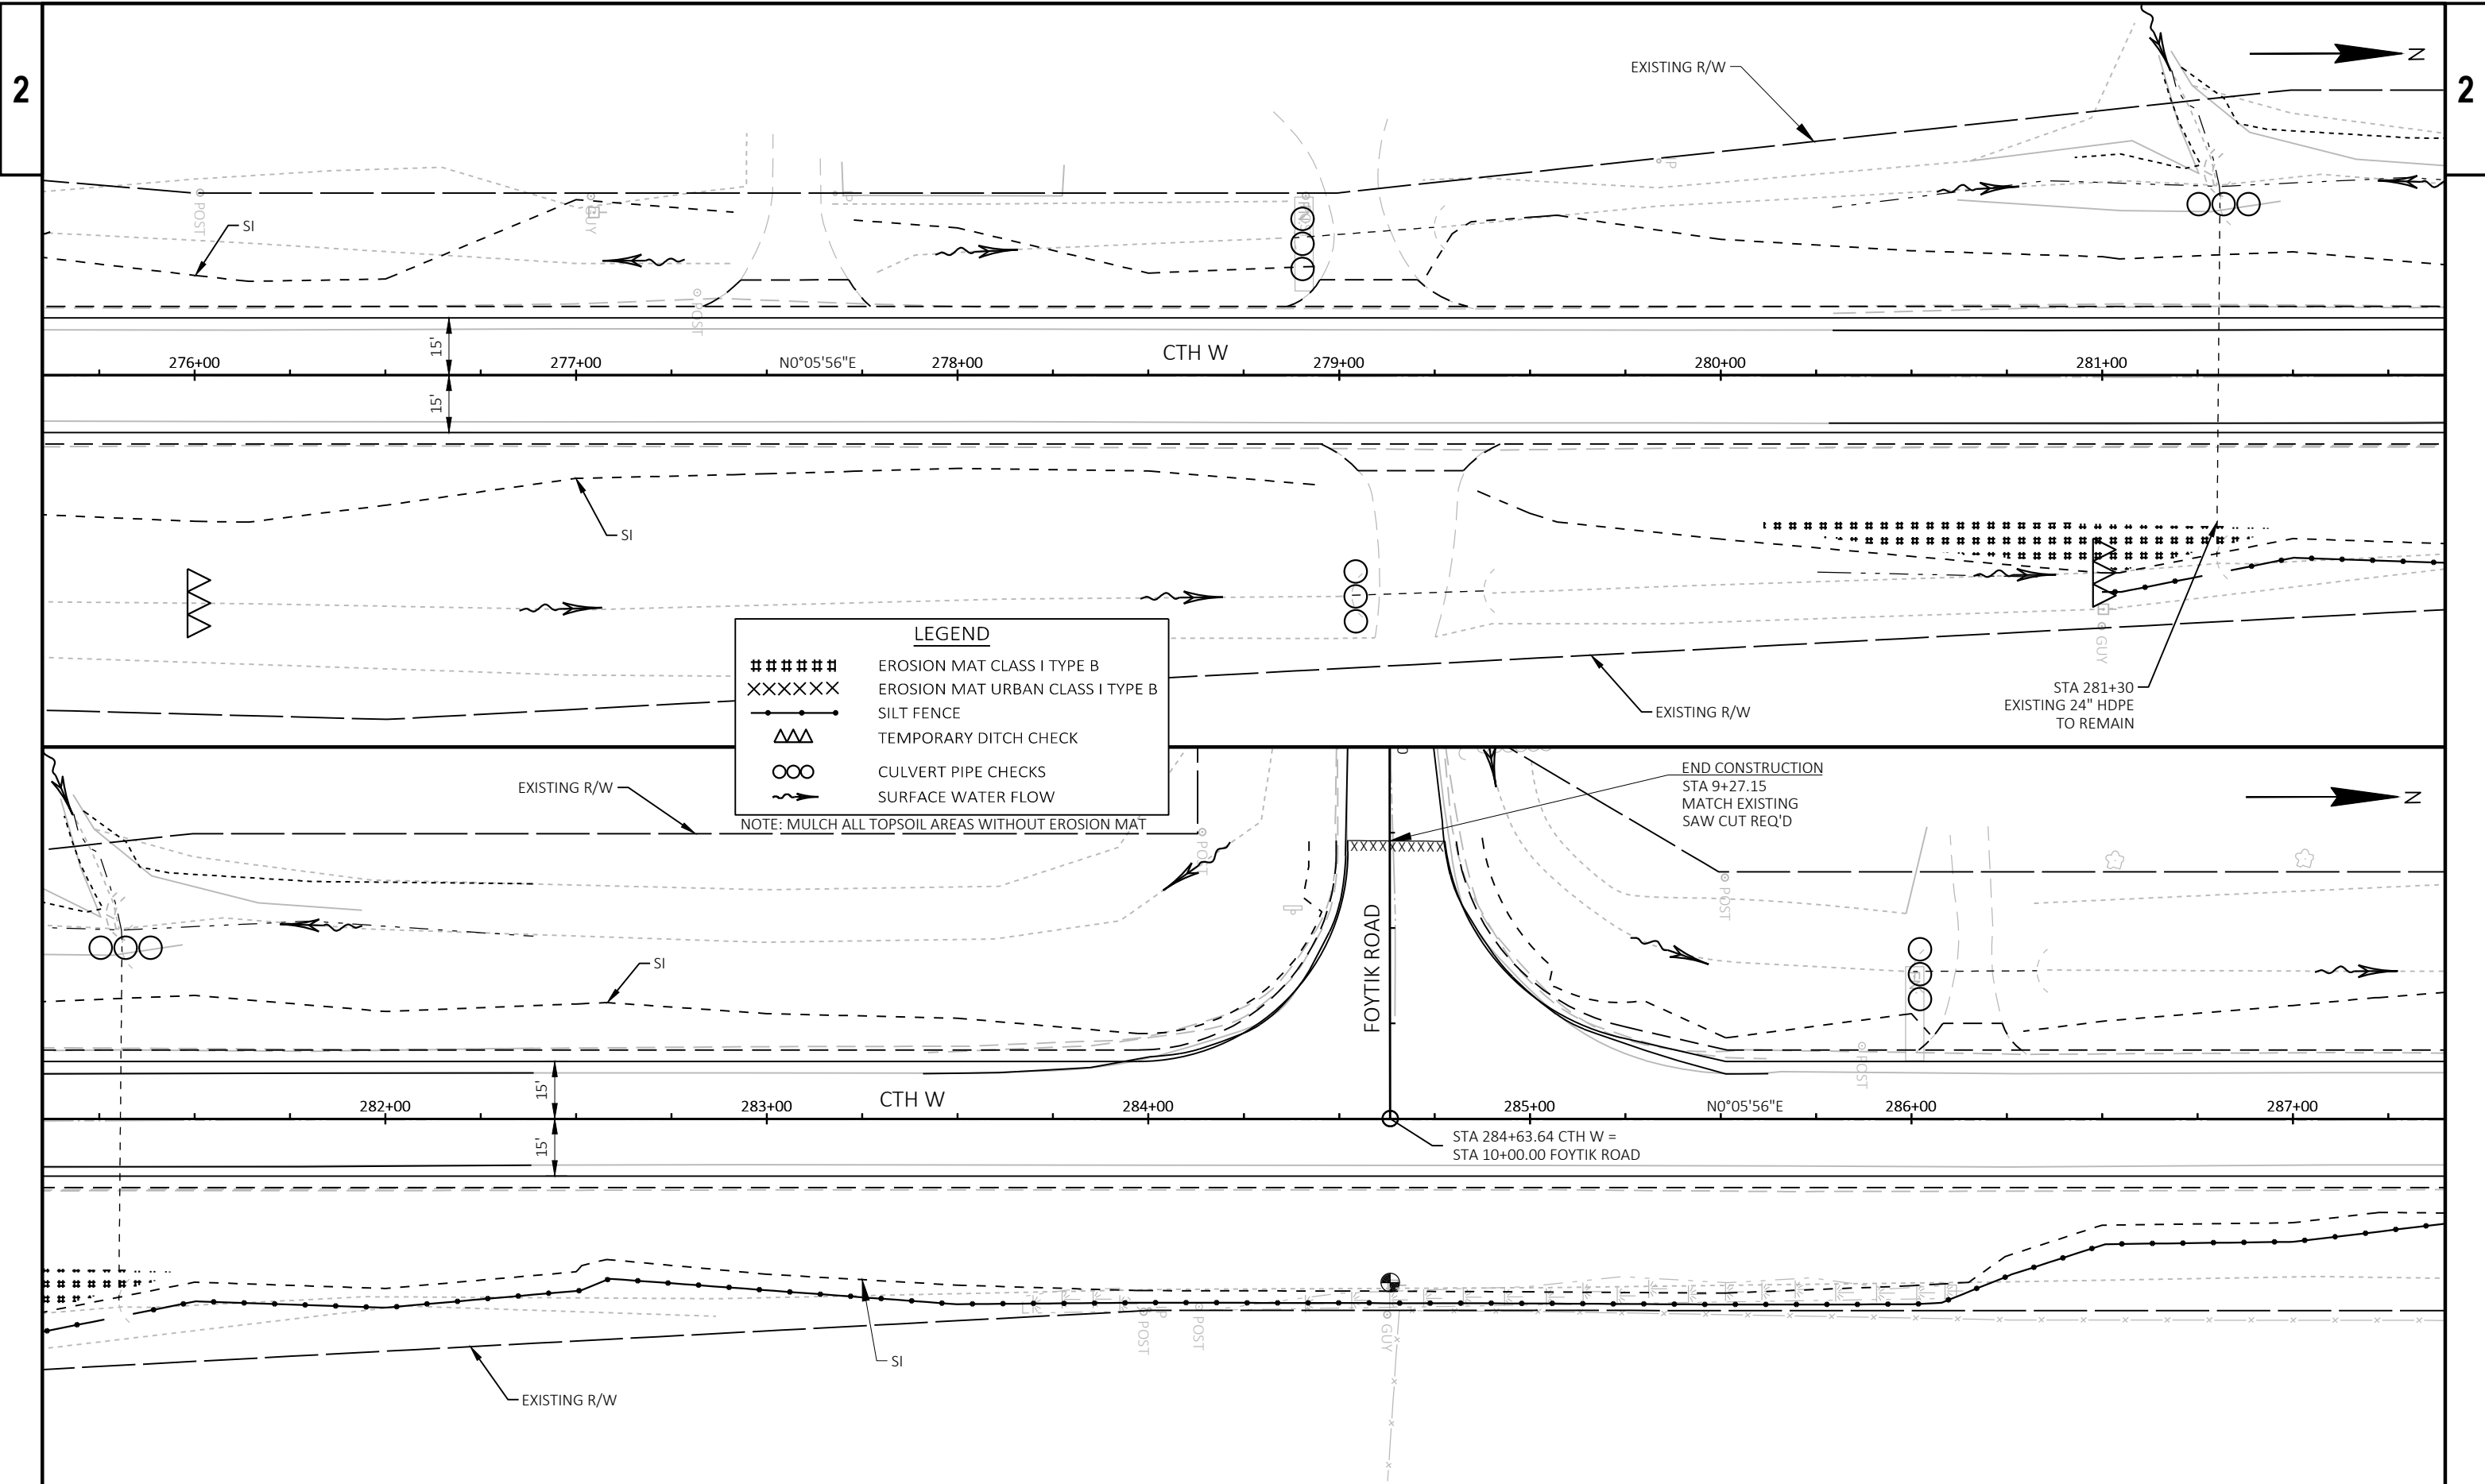 2
2
EXISTING R/W
N
POST
GUY
P
P
SI
POST
15'
276+00
277+00
N0°05'56"E
278+00
CTH W
279+00
280+00
281+00
15'
SI
GUY
STA 281+30
EXISTING 24" HDPE
TO REMAIN
EXISTING R/W
LEGEND
EROSION MAT CLASS I TYPE B
EROSION MAT URBAN CLASS I TYPE B
SILT FENCE
TEMPORARY DITCH CHECK
CULVERT PIPE CHECKS
SURFACE WATER FLOW
NOTE: MULCH ALL TOPSOIL AREAS WITHOUT EROSION MAT
EXISTING R/W
END CONSTRUCTION
STA 9+27.15
MATCH EXISTING
SAW CUT REQ'D
N
POST
POST
P
FOYTIK ROAD
SI
POST
15'
282+00
283+00
CTH W
284+00
285+00
N0°05'56"E
286+00
287+00
15'
STA 284+63.64 CTH W =
STA 10+00.00 FOYTIK ROAD
POST
P
POST
GUY
SI
EXISTING R/W